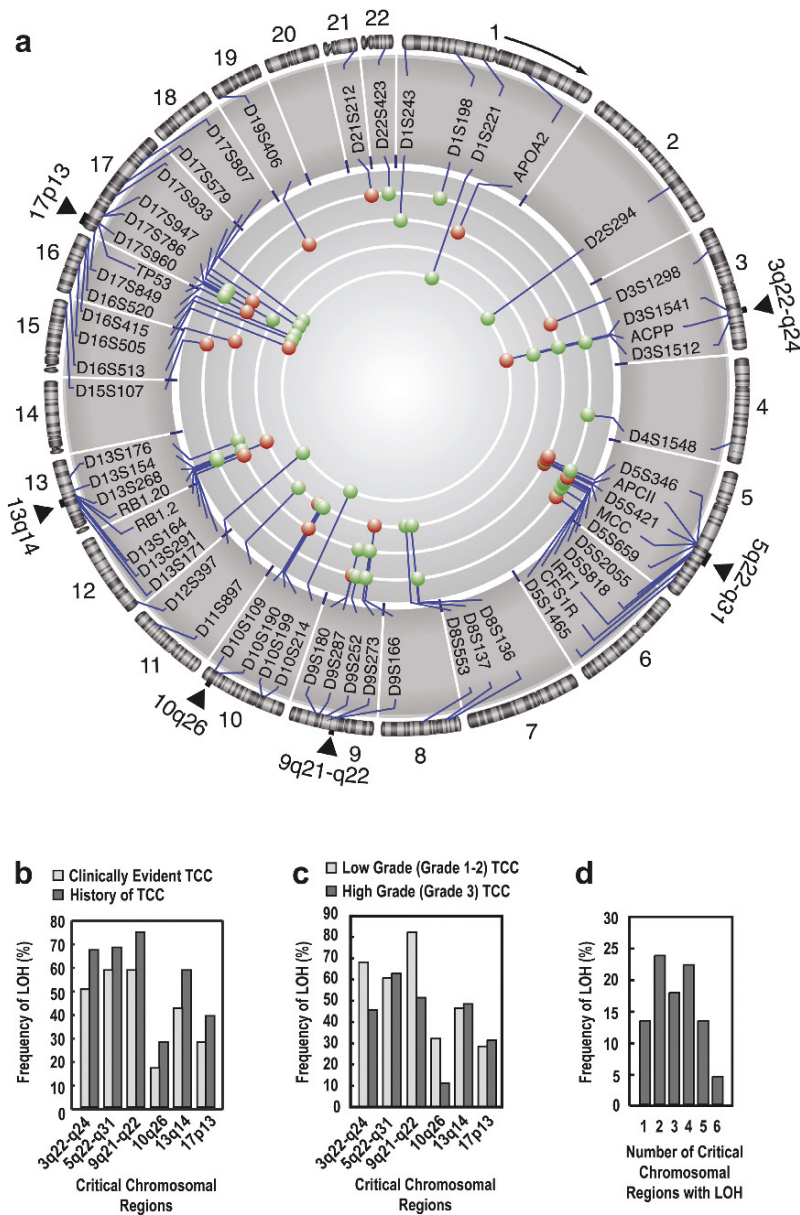 a
1
2
3
4
5
6
7
8
9
10
11
12
13
14
15
16
17
18
19
20
21
22
3q22-q24
5q22-q31
9q21-q22
10q26
13q14
17p13
D1S243
D1S198
D1S221
APOA2
D2S294
D3S1298
D3S1541
ACPP
D3S1512
D4S1548
D5S346
APCII
D5S421
MCC
D5S659
D5S2055
D5S818
IRF1
CFS1R
D5S1465
D8S136
D8S137
D8S553
D9S166
D9S273
D9S252
D9S287
D9S180
D10S214
D10S199
D10S190
D10S109
D11S897
D12S397
D13S171
D13S291
D13S164
RB1.2
RB1.20
D13S268
D13S154
D13S176
D15S107
D16S513
D16S505
D16S415
D16S520
D17S849
TP53
D17S960
D17S786
D17S947
D17S933
D17S579
D17S807
D19S406
D21S212
D22S423
b
Clinically Evident TCC
History of TCC
Frequency of LOH (%)
80
70
60
50
40
30
20
10
0
3q22-q24
5q22-q31
9q21-q22
10q26
13q14
17p13
Critical Chromosomal
Regions
c
Low Grade (Grade 1-2) TCC
High Grade (Grade 3) TCC
Frequency of LOH (%)
90
80
70
60
50
40
30
20
10
0
3q22-q24
5q22-q31
9q21-q22
10q26
13q14
17p13
Critical Chromosomal
Regions
d
Frequency of LOH (%)
30
25
20
15
10
5
0
1 2 3 4 5 6
Number of Critical
Chromosomal
Regions with LOH